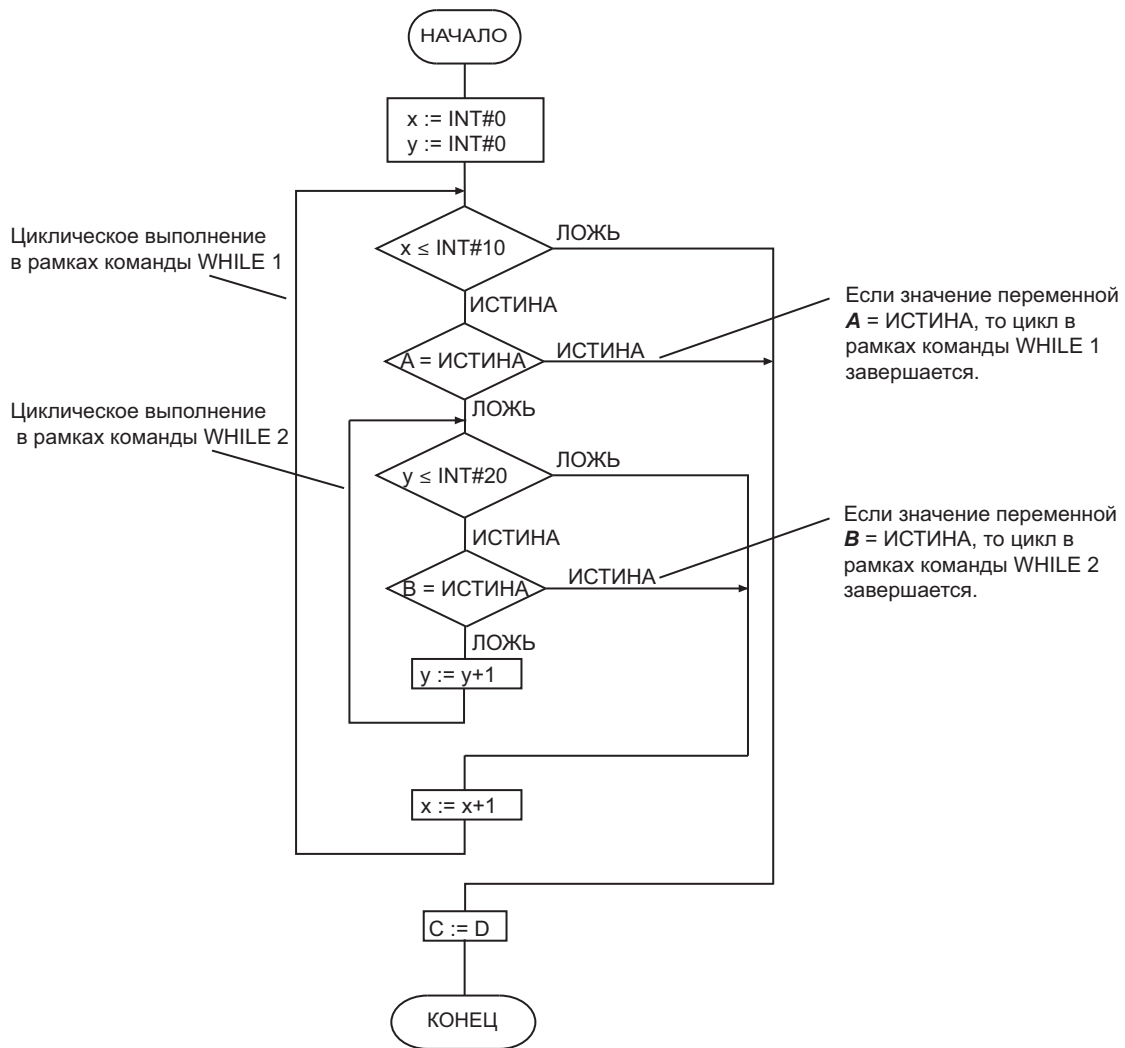 НАЧАЛО
x := INT#0
y := INT#0
Циклическое выполнение
в рамках команды WHILE 1
x ≤ INT#10
ЛОЖЬ
ИСТИНА
A = ИСТИНА
ИСТИНА
Если значение переменной
A = ИСТИНА, то цикл в
рамках команды WHILE 1
завершается.
ЛОЖЬ
Циклическое выполнение
в рамках команды WHILE 2
y ≤ INT#20
ЛОЖЬ
ИСТИНА
B = ИСТИНА
ИСТИНА
Если значение переменной
B = ИСТИНА, то цикл в
рамках команды WHILE 2
завершается.
ЛОЖЬ
y := y+1
x := x+1
C := D
КОНЕЦ